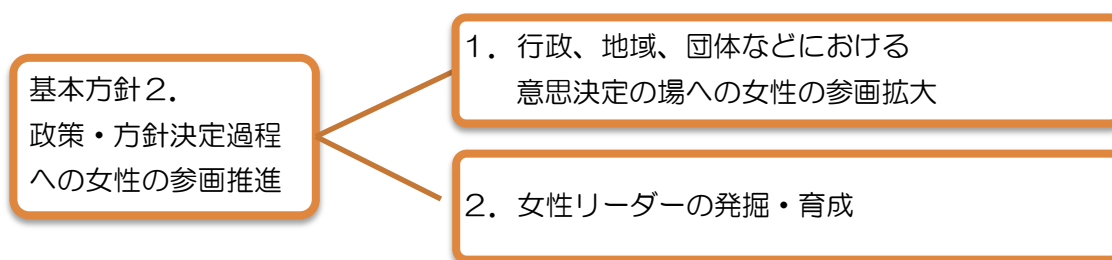 基本方針２．
政策・方針決定過程
への女性の参画推進
１．行政、地域、団体などにおける
意思決定の場への女性の参画拡大
２．女性リーダーの発掘・育成